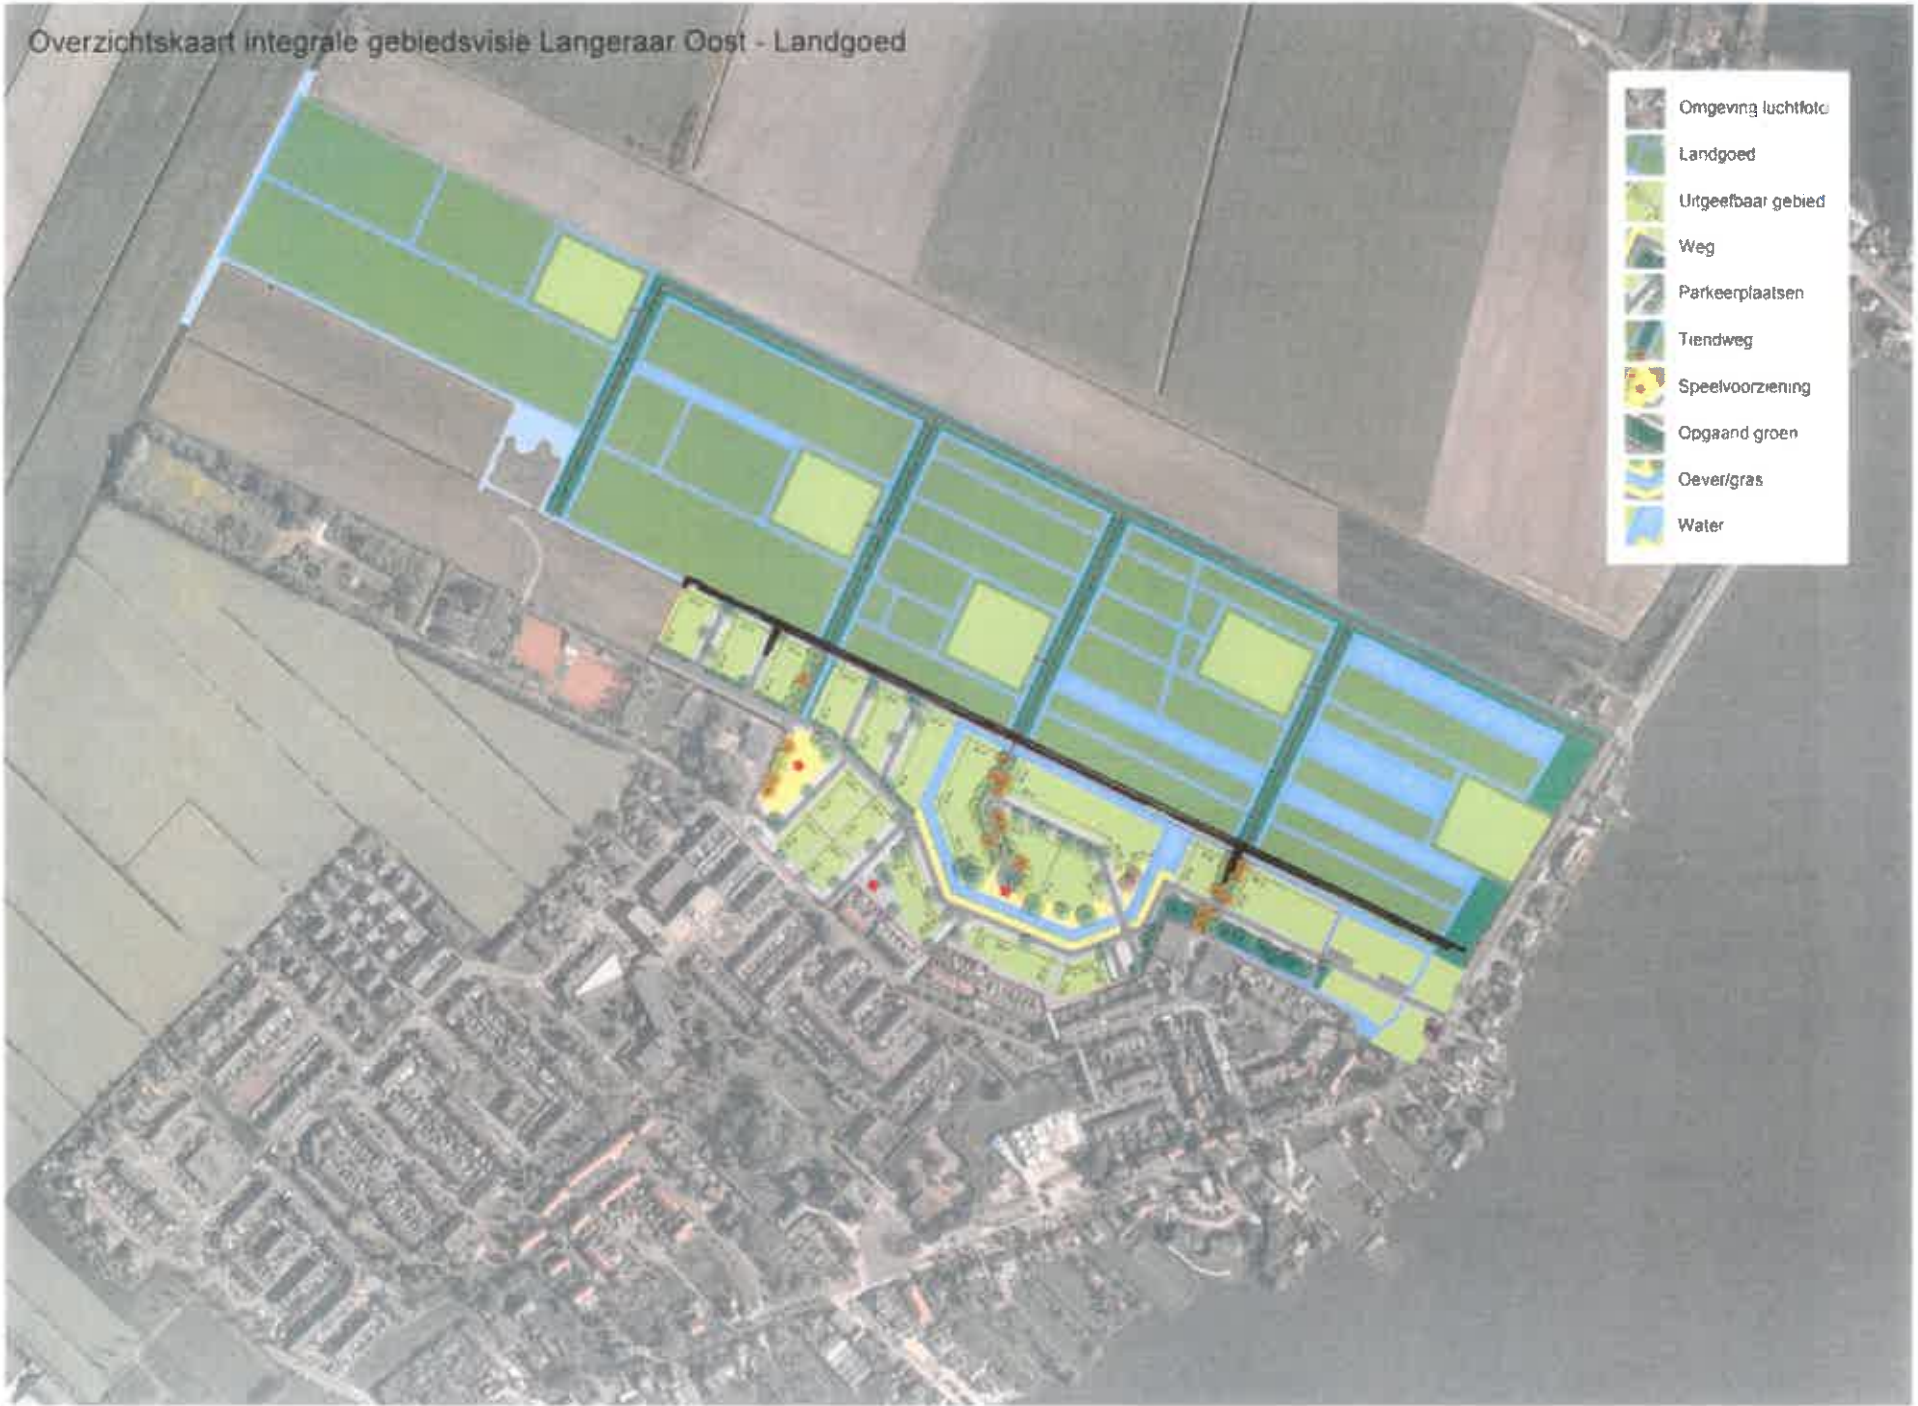 Overzichtskaart integrale gebiedsvisie Langeraar Oost - Landgoed
Omgeving luchtfoto
Landgoed
Uitgeefbaar gebied
Weg
Parkeerplaatsen
Tiendweg
Speelvoorziening
Opgaand groen
Oever/gras
Water